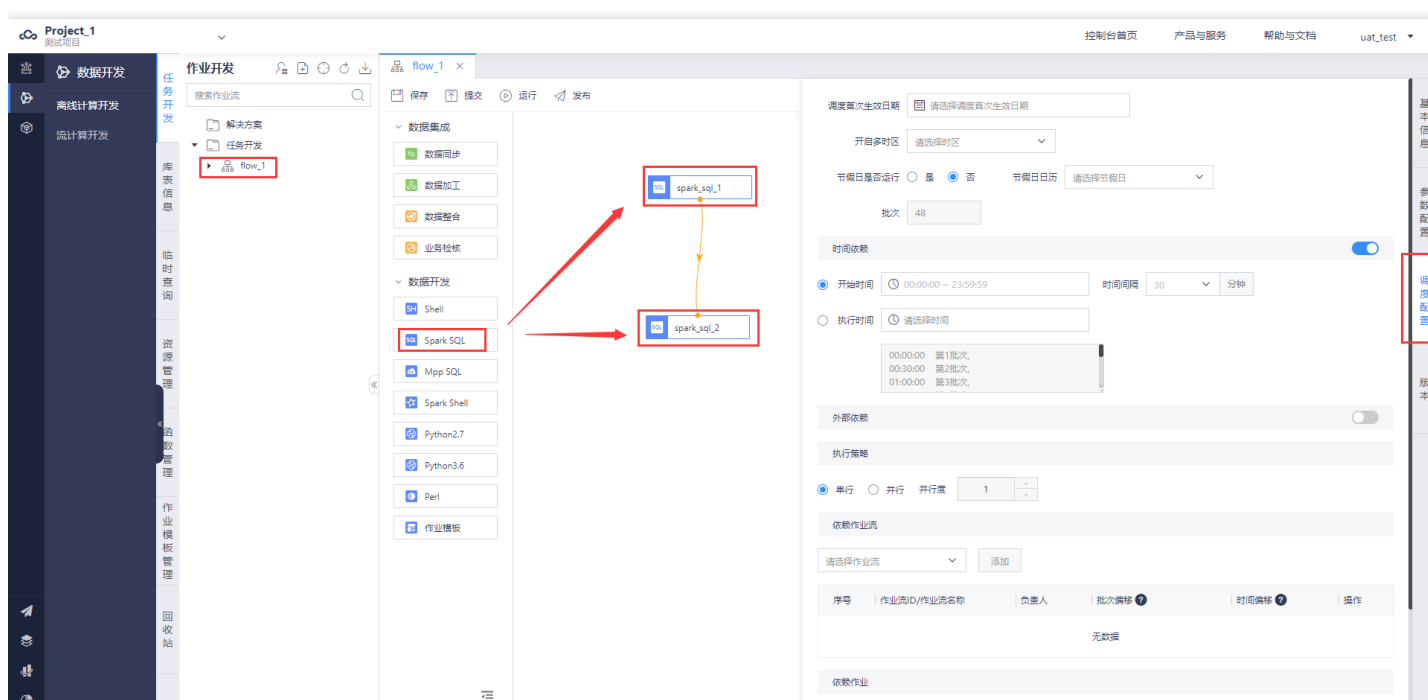 Project_1
测试项目
控制台首页
产品与服务
帮助与文档
uat_test
数据开发
离线计算开发
流计算开发
任务开发
库表信息
临时查询
资源管理
函数管理
作业模板管理
回收站
作业开发
搜索作业流
解决方案
任务开发
flow_1
flow_1 ×
保存
提交
运行
发布
数据集成
数据同步
数据加工
数据整合
业务检核
数据开发
SH Shell
SQL Spark SQL
Mpp SQL
Spark Shell
Python2.7
Python3.6
Perl
作业模板
SQL spark_sql_1
SQL spark_sql_2
调度首次生效日期 请选择调度首次生效日期
开启多时区 请选择时区
节假日是否运行 是 否 节假日日历 请选择节假日
批次 48
时间依赖
开始时间 00:00:00 ~ 23:59:59 时间间隔 30 分钟
执行时间 请选择时间
00:00:00 第1批次,
00:30:00 第2批次,
01:00:00 第3批次,
外部依赖
执行策略
串行 并行 并行度 1
依赖作业流
请选择作业流 添加
序号 作业流ID/作业流名称 负责人 批次偏移 ? 时间偏移 ? 操作
无数据
依赖作业
基本信息
参数配置
调度配置
版本